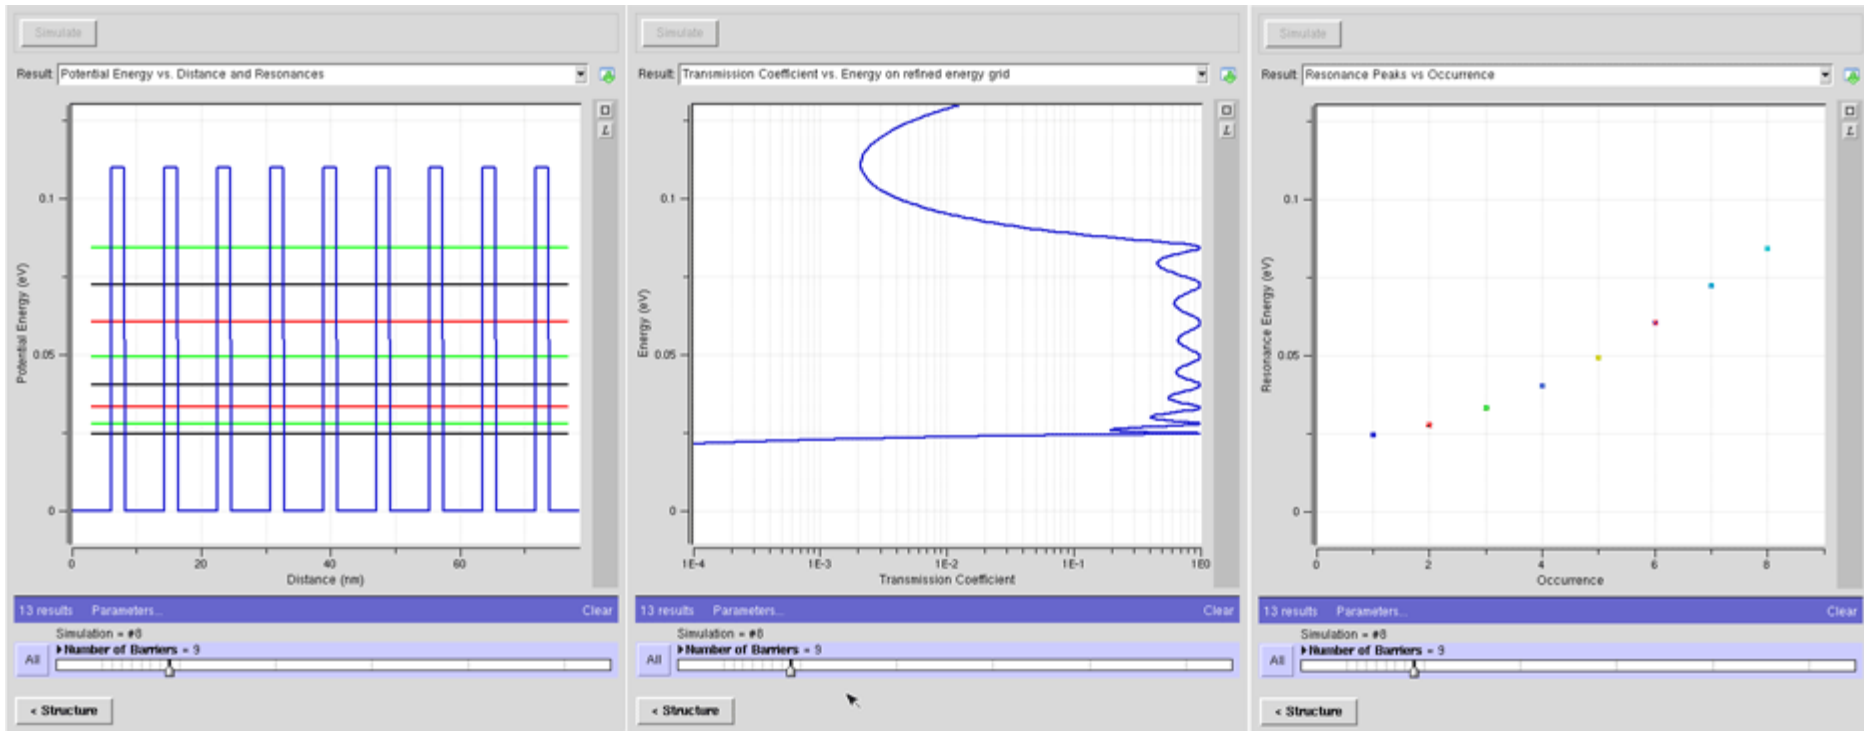 Simulate
Result: Potential Energy vs. Distance and Resonances
L
Potential Energy (eV)
0.1
0.05
0
0 20 40 60
Distance (nm)
13 results Parameters... Clear
Simulation = #8
All
Number of Barriers = 9
< Structure
Simulate
Result: Transmission Coefficient vs. Energy on refined energy grid
L
Energy (eV)
0.1
0.05
0
1E-4 1E-3 1E-2 1E-1 1E0
Transmission Coefficient
13 results Parameters... Clear
Simulation = #8
All
Number of Barriers = 9
< Structure
Simulate
Result: Resonance Peaks vs Occurrence
L
Resonance Energy (eV)
0.1
0.05
0
0 2 4 6 8
Occurrence
13 results Parameters... Clear
Simulation = #8
All
Number of Barriers = 9
< Structure